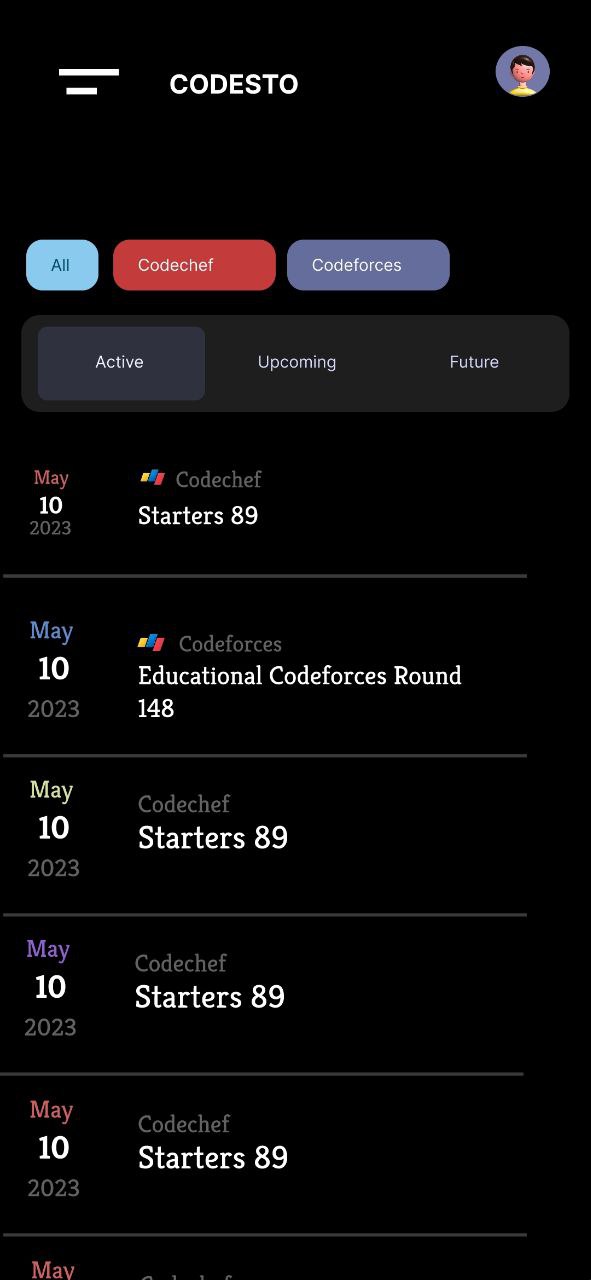 CODESTO
All
Codechef
Codeforces
Active
Upcoming
Future
May
10
2023
Codechef
Starters 89
May
10
2023
Codeforces
Educational Codeforces Round
148
May
10
2023
Codechef
Starters 89
May
10
2023
Codechef
Starters 89
May
10
2023
Codechef
Starters 89
May